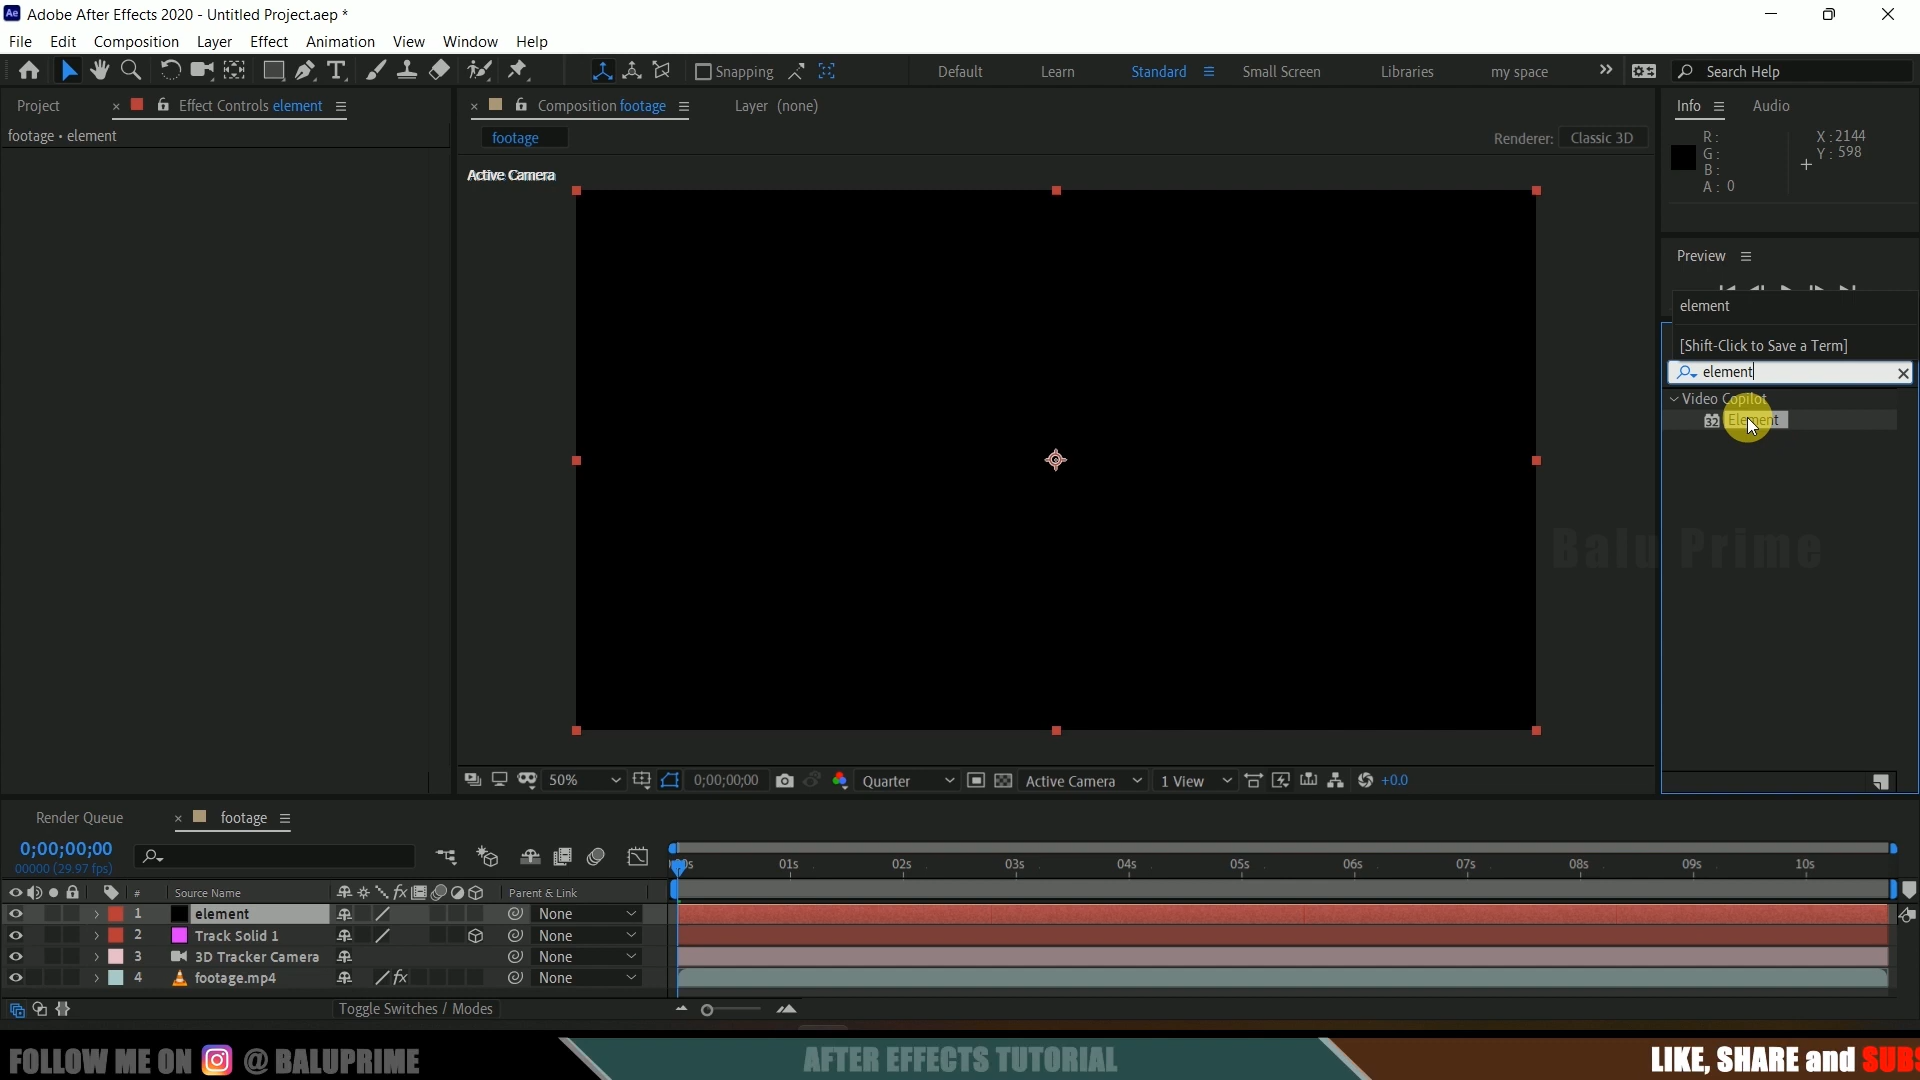 Ae Adobe After Effects 2020 - Untitled Project.aep *
File Edit Composition Layer Effect Animation View Window Help
Snapping Default Learn Standard Small Screen Libraries my space Search Help
Project Effect Controls element Composition footage Layer (none) Info Audio
footage • element
footage Renderer: Classic 3D
R: X: 2144
G: Y: 598
B:
A: 0
Active Camera
Preview
element
[Shift-Click to Save a Term]
element
Video Copilot
32 Element
Balu Prime
50% 0;00;00;00 Quarter Active Camera 1 View +0.0
Render Queue footage
0;00;00;00
00000 (29.97 fps)
01s 02s 03s 04s 05s 06s 07s 08s 09s 10s
# Source Name fx Parent & Link
1 element None
2 Track Solid 1 None
3 3D Tracker Camera None
4 footage.mp4 fx None
Toggle Switches / Modes
FOLLOW ME ON @ BALUPRIME AFTER EFFECTS TUTORIAL LIKE, SHARE and